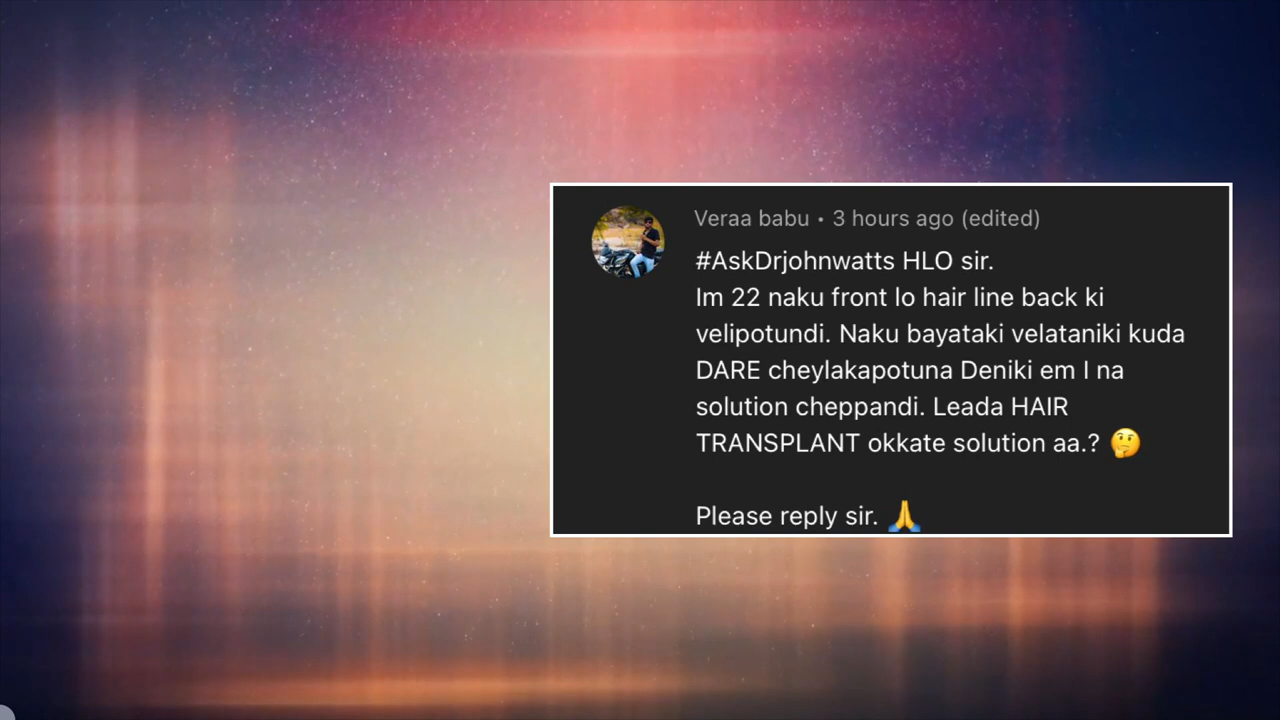 Veraa babu • 3 hours ago (edited)
#AskDrjohnwatts HLO sir.
Im 22 naku front lo hair line back ki
velipotundi. Naku bayataki velataniki kuda
DARE cheylakapotuna Deniki em I na
solution cheppandi. Leada HAIR
TRANSPLANT okkate solution aa.? 🤔
Please reply sir. 🙏